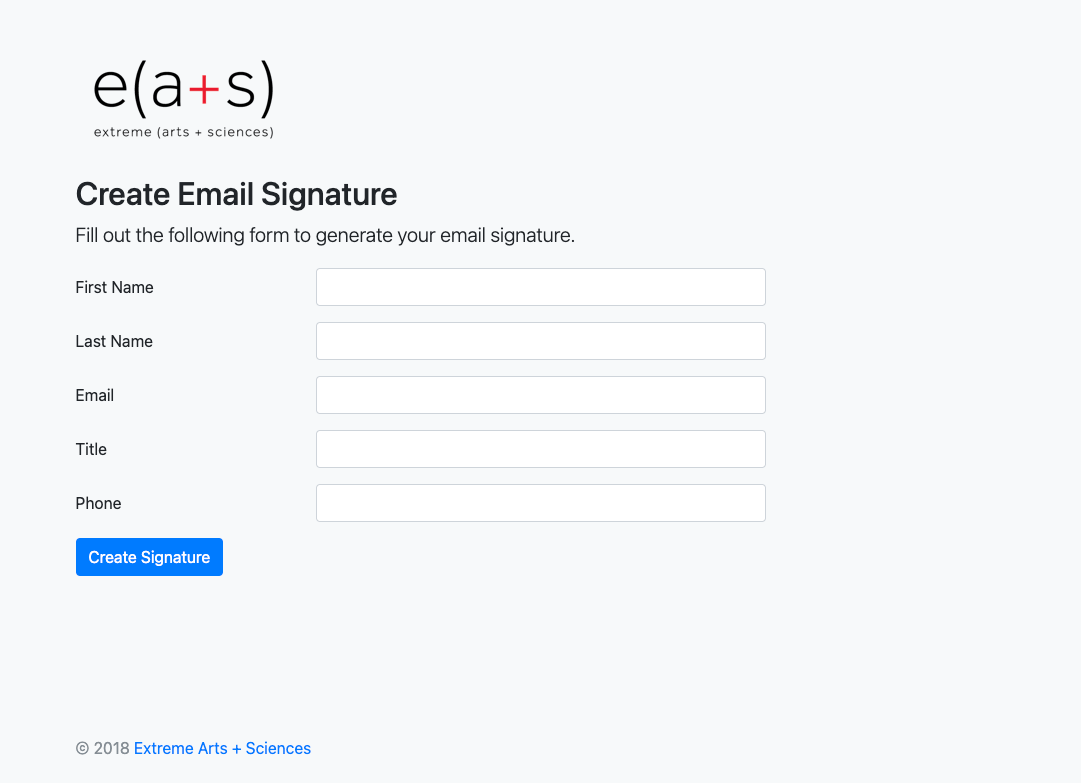 e(a+s)
extreme (arts + sciences)
Create Email Signature
Fill out the following form to generate your email signature.
First Name
Last Name
Email
Title
Phone
Create Signature
© 2018 Extreme Arts + Sciences